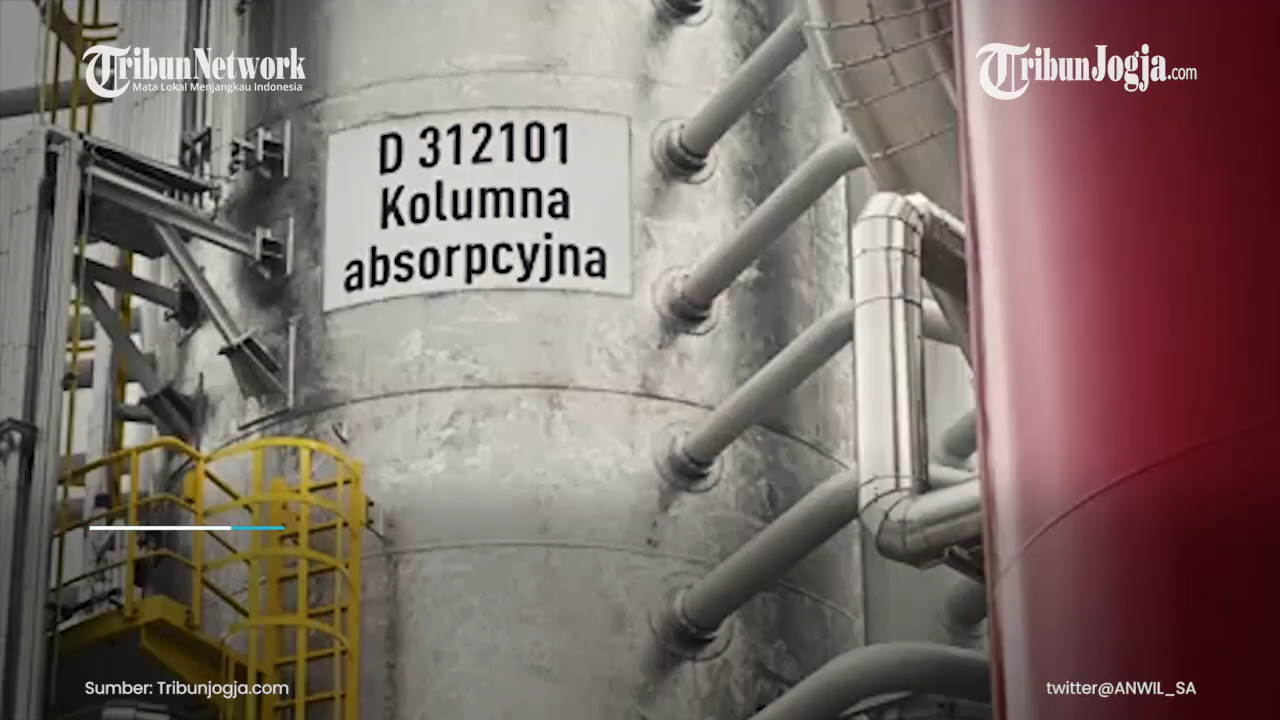 TribunNetwork
Mata Lokal Menjangkau Indonesia
TribunJogja.com
D 312101
Kolumna
absorpcyjna
Sumber: Tribunjogja.com
twitter@ANWIL_SA